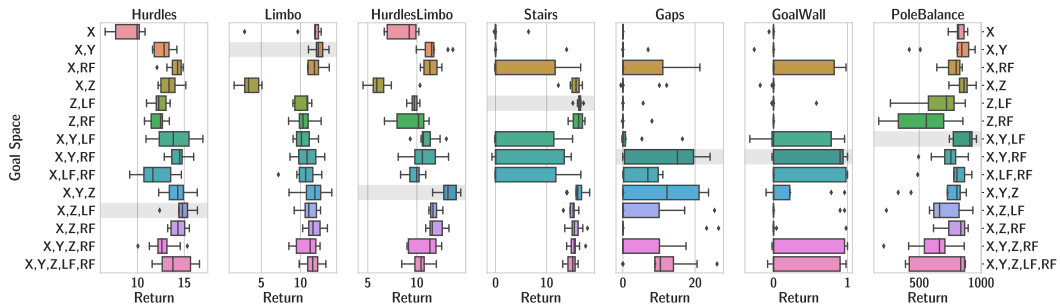 Hurdles Limbo HurdlesLimbo Stairs Gaps GoalWall PoleBalance
Goal Space
X X
X,Y X,Y
X,RF X,RF
X,Z X,Z
Z,LF Z,LF
Z,RF Z,RF
X,Y,LF X,Y,LF
X,Y,RF X,Y,RF
X,LF,RF X,LF,RF
X,Y,Z X,Y,Z
X,Z,LF X,Z,LF
X,Z,RF X,Z,RF
X,Y,Z,RF X,Y,Z,RF
X,Y,Z,LF,RF X,Y,Z,LF,RF
10 15 5 10 5 10 0 10 0 20 0 1 500 1000
Return Return Return Return Return Return Return